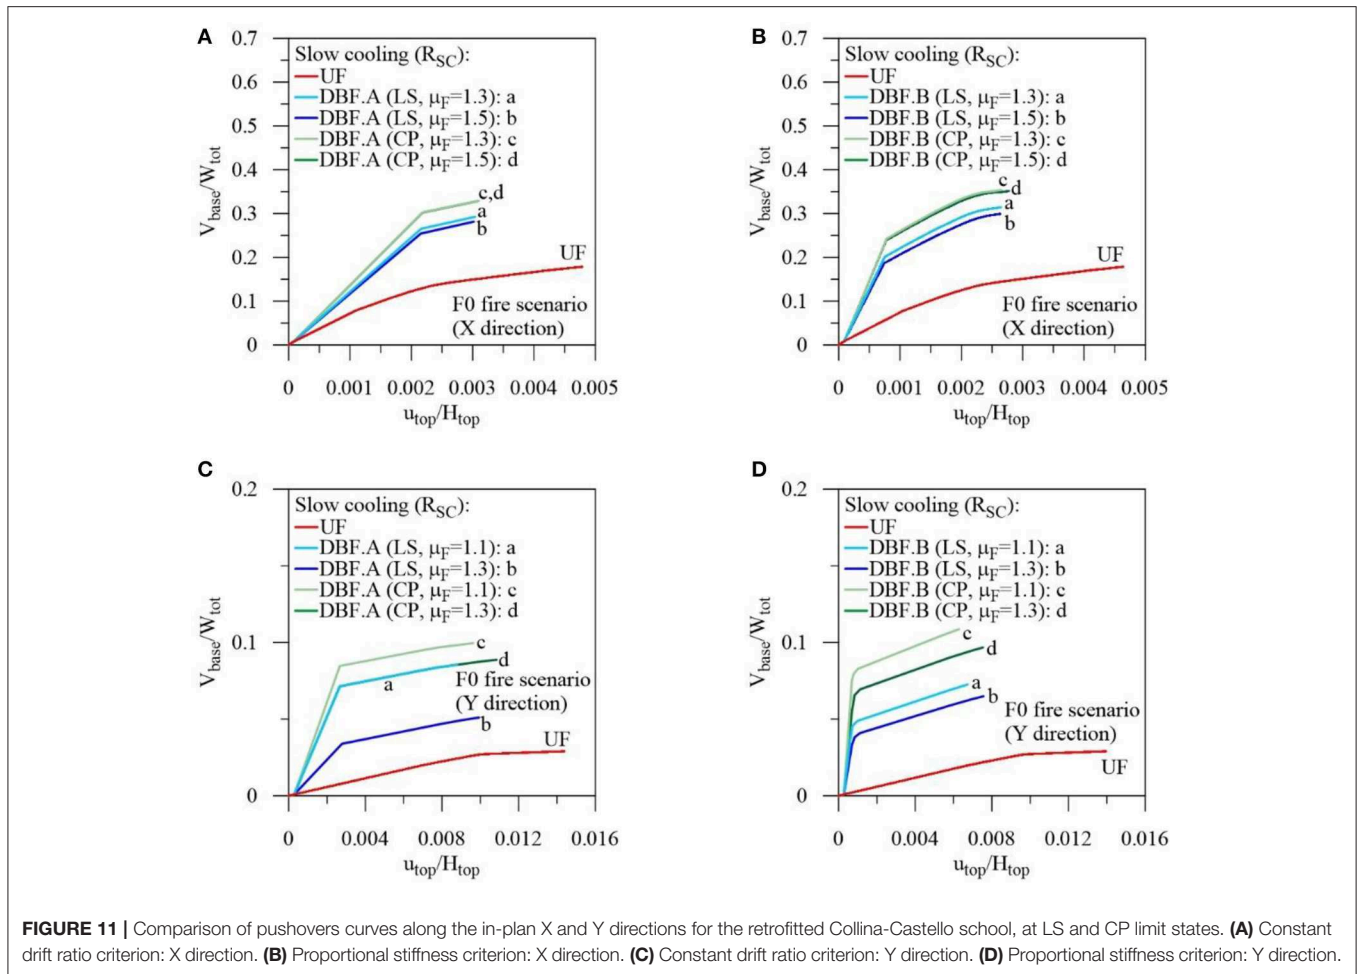 A
0.7
0.6
0.5
0.4
0.3
0.2
0.1
0
V_base/W_tot
Slow cooling (R_SC):
UF
DBF.A (LS, μ_F=1.3): a
DBF.A (LS, μ_F=1.5): b
DBF.A (CP, μ_F=1.3): c
DBF.A (CP, μ_F=1.5): d
c,d
a
b
UF
F0 fire scenario
(X direction)
0 0.001 0.002 0.003 0.004 0.005
u_top/H_top
B
0.7
0.6
0.5
0.4
0.3
0.2
0.1
0
V_base/W_tot
Slow cooling (R_SC):
UF
DBF.B (LS, μ_F=1.3): a
DBF.B (LS, μ_F=1.5): b
DBF.B (CP, μ_F=1.3): c
DBF.B (CP, μ_F=1.5): d
c
d
a
b
UF
F0 fire scenario
(X direction)
0 0.001 0.002 0.003 0.004 0.005
u_top/H_top
C
0.2
0.1
0
V_base/W_tot
Slow cooling (R_SC):
UF
DBF.A (LS, μ_F=1.1): a
DBF.A (LS, μ_F=1.3): b
DBF.A (CP, μ_F=1.1): c
DBF.A (CP, μ_F=1.3): d
c
d
a
F0 fire scenario
(Y direction)
b
UF
0 0.004 0.008 0.012 0.016
u_top/H_top
D
0.2
0.1
0
V_base/W_tot
Slow cooling (R_SC):
UF
DBF.B (LS, μ_F=1.1): a
DBF.B (LS, μ_F=1.3): b
DBF.B (CP, μ_F=1.1): c
DBF.B (CP, μ_F=1.3): d
c
d
a
b
F0 fire scenario
(Y direction)
UF
0 0.004 0.008 0.012 0.016
u_top/H_top
FIGURE 11 | Comparison of pushovers curves along the in-plan X and Y directions for the retrofitted Collina-Castello school, at LS and CP limit states. (A) Constant
drift ratio criterion: X direction. (B) Proportional stiffness criterion: X direction. (C) Constant drift ratio criterion: Y direction. (D) Proportional stiffness criterion: Y direction.